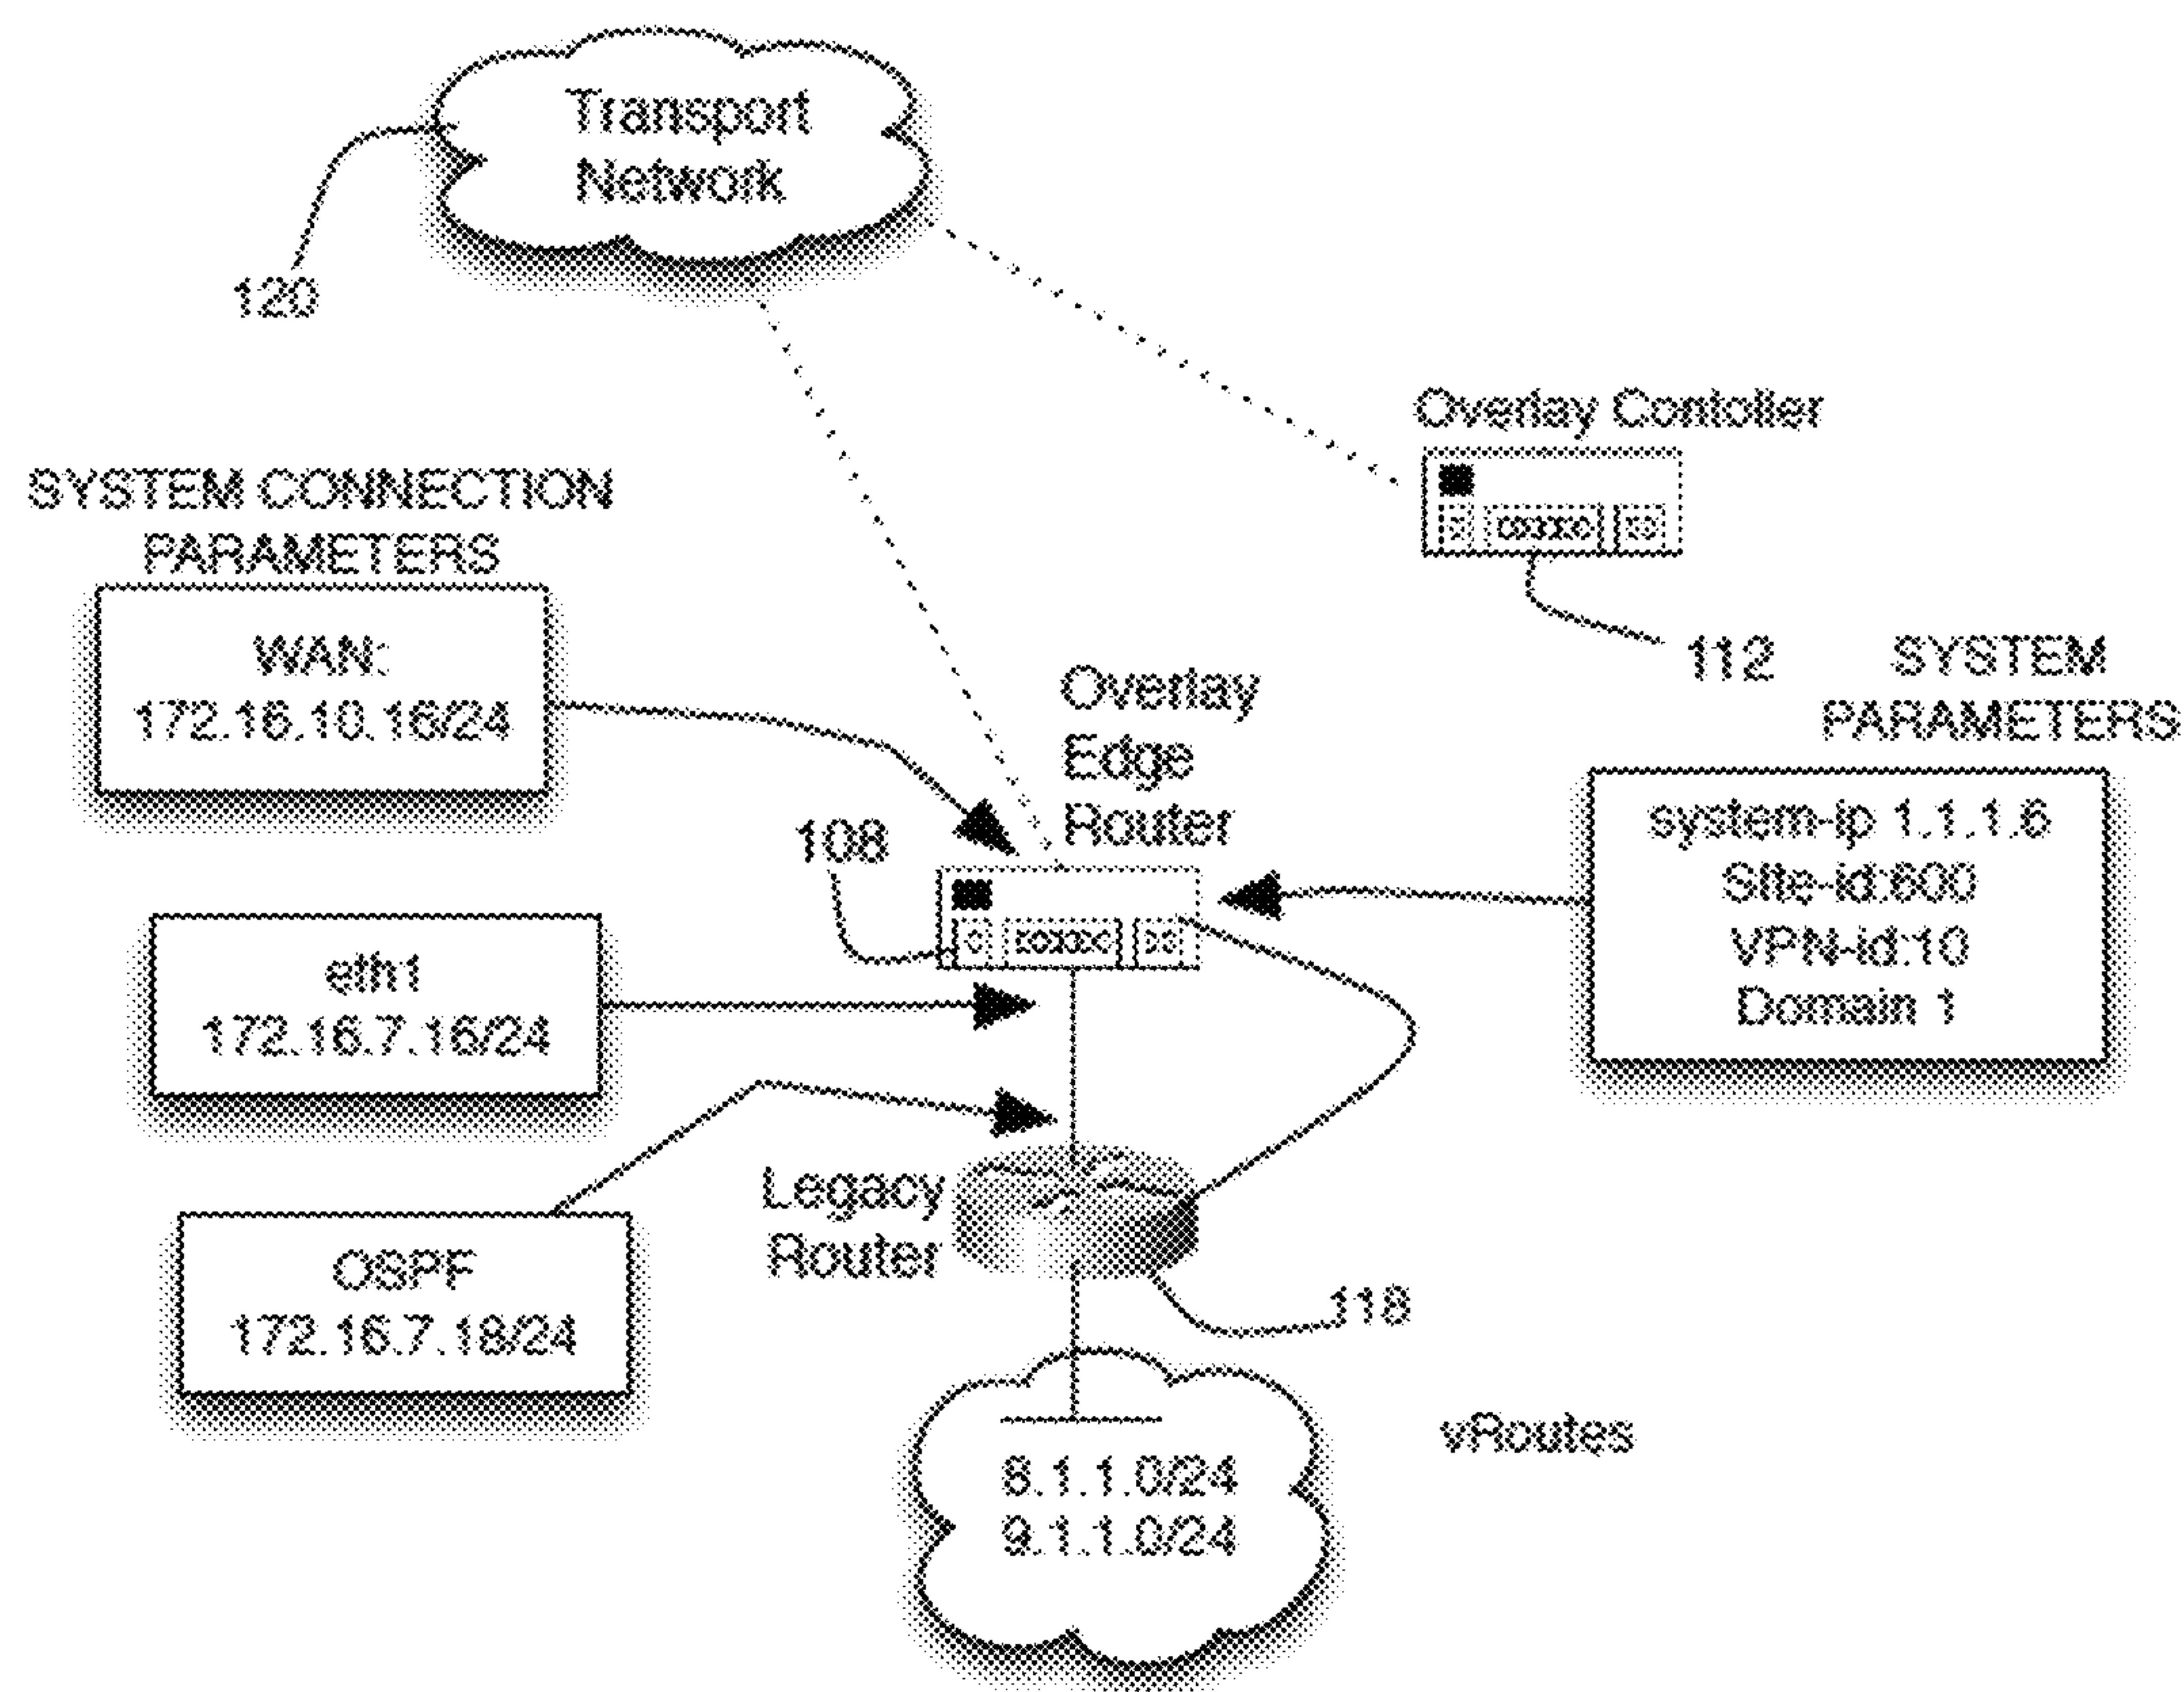 Transport
Network
120
Overlay Contoller
SYSTEM CONNECTION
PARAMETERS
WAN:
172.16.10.16/24
112
SYSTEM
PARAMETERS
Overlay
Edge
Router
108
system-ip 1.1.1.6
Site-id:600
VPN-id:10
Domain 1
eth1
172.16.7.16/24
Legacy
Router
OSPF
172.16.7.18/24
118
vRoutes
8.1.1.0/24
9.1.1.0/24